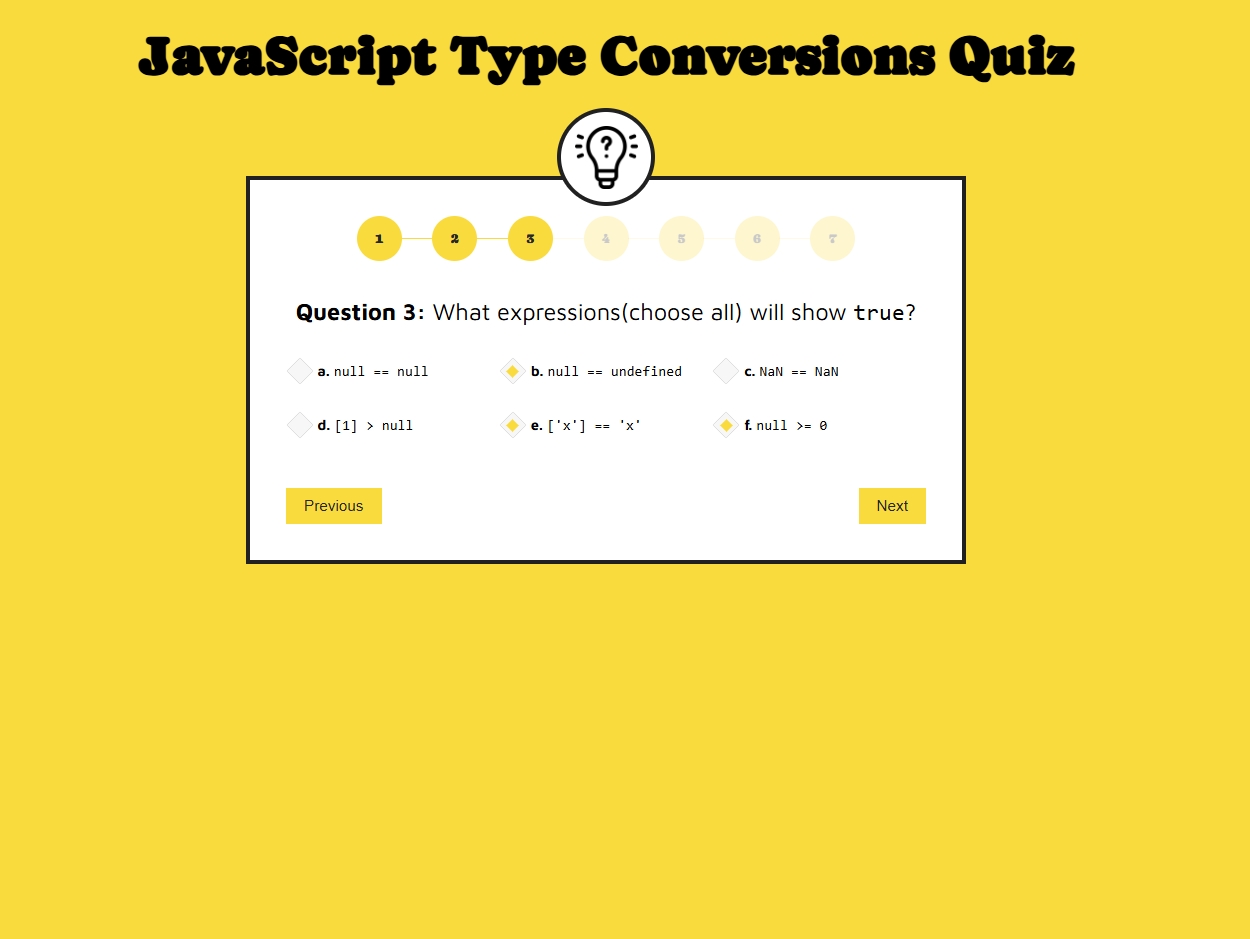 JavaScript Type Conversions Quiz
?
1 2 3 4 5 6 7
Question 3: What expressions(choose all) will show true?
a. null == null b. null == undefined c. NaN == NaN
d. [1] > null e. ['x'] == 'x' f. null >= 0
Previous Next